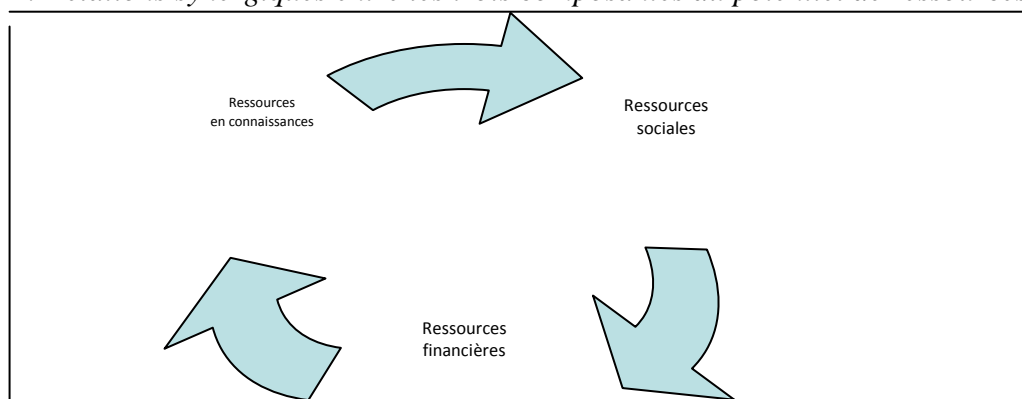 Ressources
en connaissances
Ressources
sociales
Ressources
financières